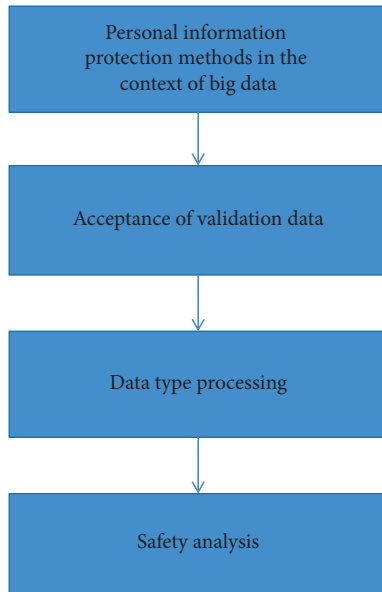 Personal information
protection methods in the
context of big data
Acceptance of validation data
Data type processing
Safety analysis